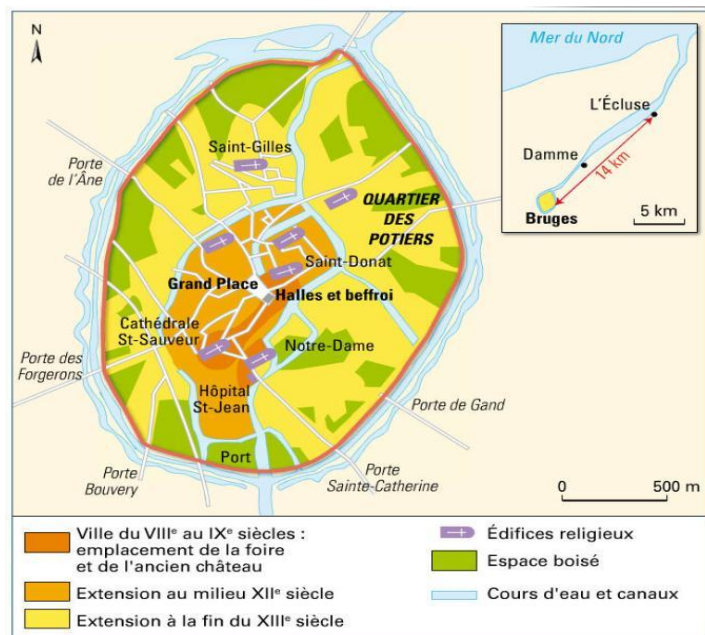 N
Mer du Nord
L'Écluse
Damme
14 km
Bruges
5 km
Saint-Gilles
Porte
de l'Âne
QUARTIER
DES
POTIERS
Saint-Donat
Grand Place
Halles et beffroi
Cathédrale
St-Sauveur
Notre-Dame
Porte des
Forgerons
Hôpital
St-Jean
Porte de Gand
Port
Porte
Bouvery
Porte
Sainte-Catherine
0 500 m
Ville du VIIIe au IXe siècles :
emplacement de la foire
et de l'ancien château
Extension au milieu XIIe siècle
Extension à la fin du XIIIe siècle
Édifices religieux
Espace boisé
Cours d'eau et canaux